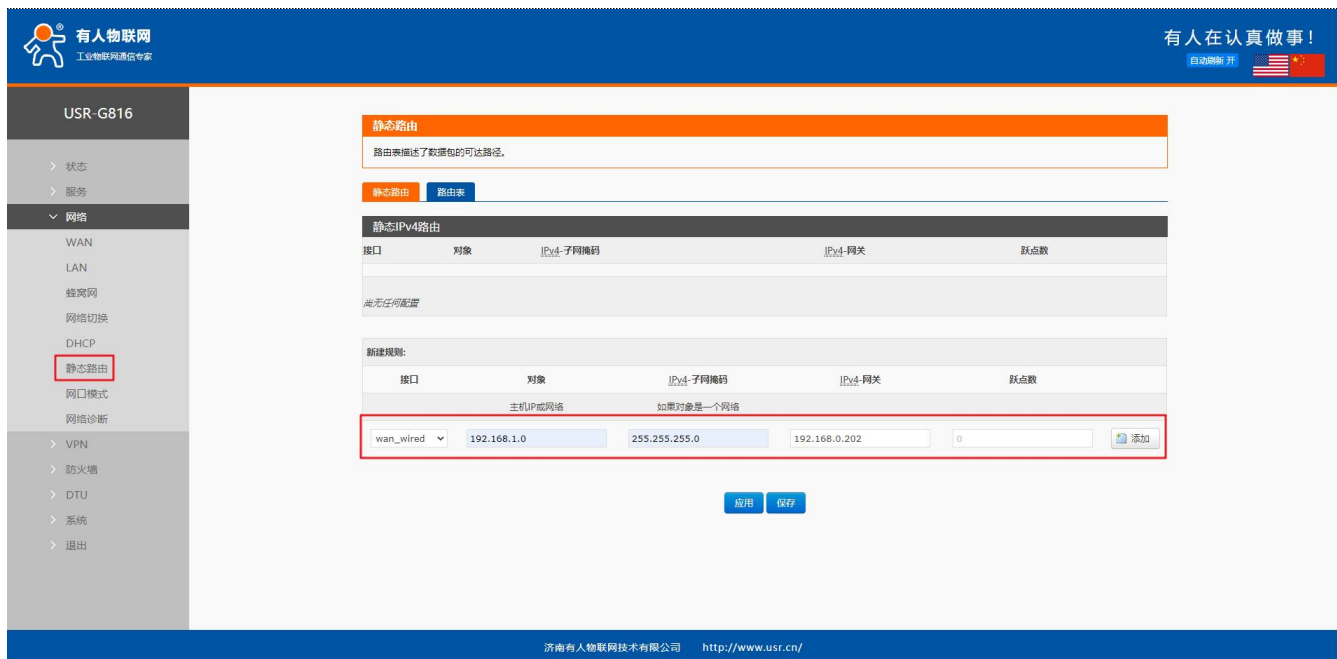 有人物联网
工业物联网通信专家
有人在认真做事!
自动刷新 开
USR-G816
状态
服务
网络
WAN
LAN
蜂窝网
网络切换
DHCP
静态路由
网口模式
网络诊断
VPN
防火墙
DTU
系统
退出
静态路由
路由表描述了数据包的可达路径。
静态路由 路由表
静态IPv4路由
接口 对象 IPv4-子网掩码 IPv4-网关 跃点数
尚无任何配置
新建规则:
接口 对象 IPv4-子网掩码 IPv4-网关 跃点数
主机IP或网络 如果对象是一个网络
wan_wired 192.168.1.0 255.255.255.0 192.168.0.202 0 添加
应用 保存
济南有人物联网技术有限公司 http://www.usr.cn/